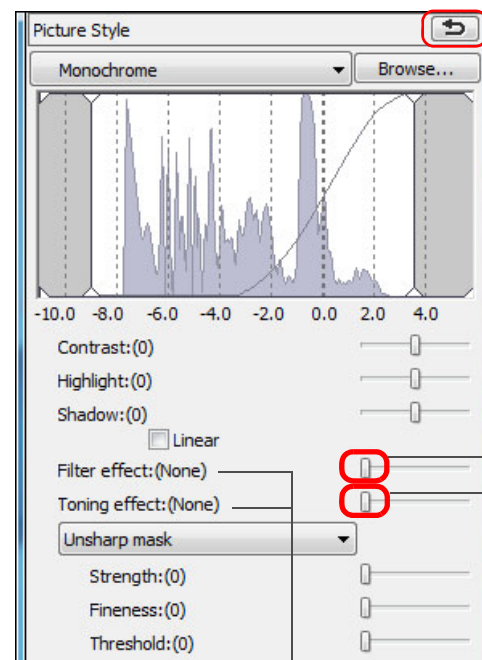 Picture Style
Monochrome Browse...
-10.0 -8.0 -6.0 -4.0 -2.0 0.0 2.0 4.0
Contrast:(0)
Highlight:(0)
Shadow:(0)
Linear
Filter effect:(None)
Toning effect:(None)
Unsharp mask
Strength:(0)
Fineness:(0)
Threshold:(0)